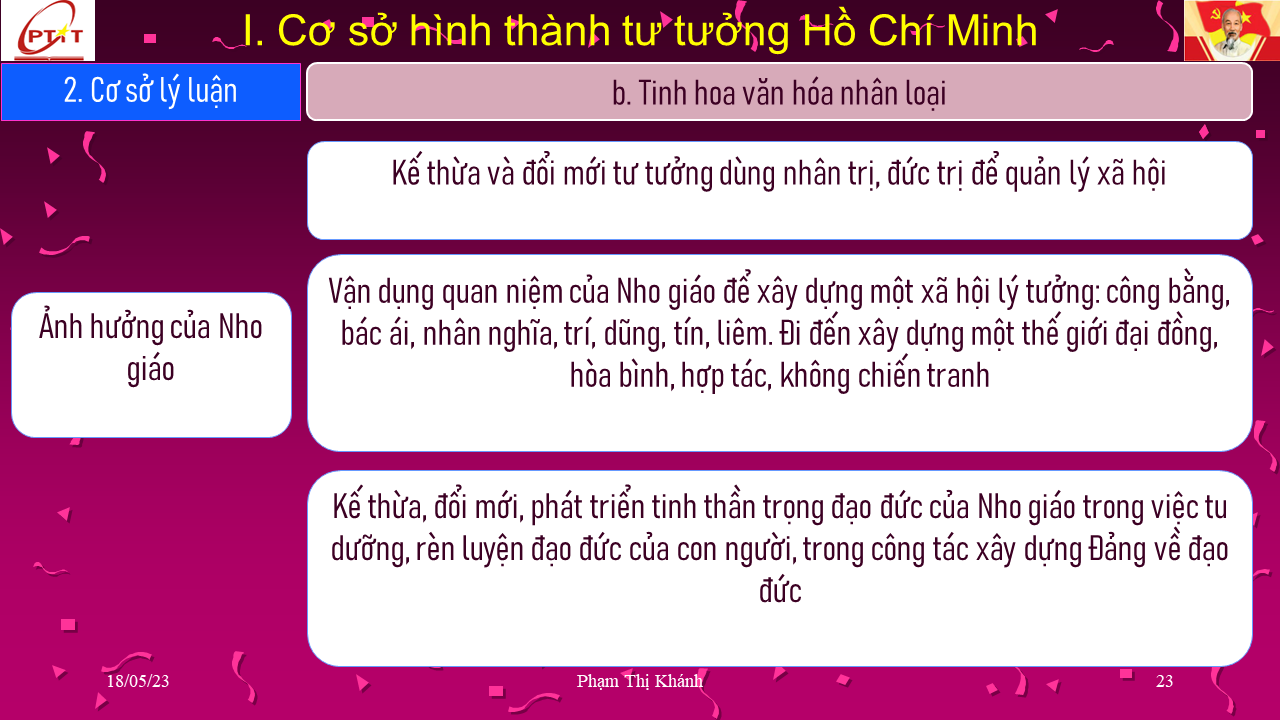 PTIT
I. Cơ sở hình thành tư tưởng Hồ Chí Minh
2. Cơ sở lý luận
b. Tinh hoa văn hóa nhân loại
Ảnh hưởng của Nho
giáo
Kế thừa và đổi mới tư tưởng dùng nhân trị, đức trị để quản lý xã hội
Vận dụng quan niệm của Nho giáo để xây dựng một xã hội lý tưởng: công bằng,
bác ái, nhân nghĩa, trí, dũng, tín, liêm. Đi đến xây dựng một thế giới đại đồng,
hòa bình, hợp tác, không chiến tranh
Kế thừa, đổi mới, phát triển tinh thần trọng đạo đức của Nho giáo trong việc tu
dưỡng, rèn luyện đạo đức của con người, trong công tác xây dựng Đảng về đạo
đức
18/05/23
Phạm Thị Khánh
23